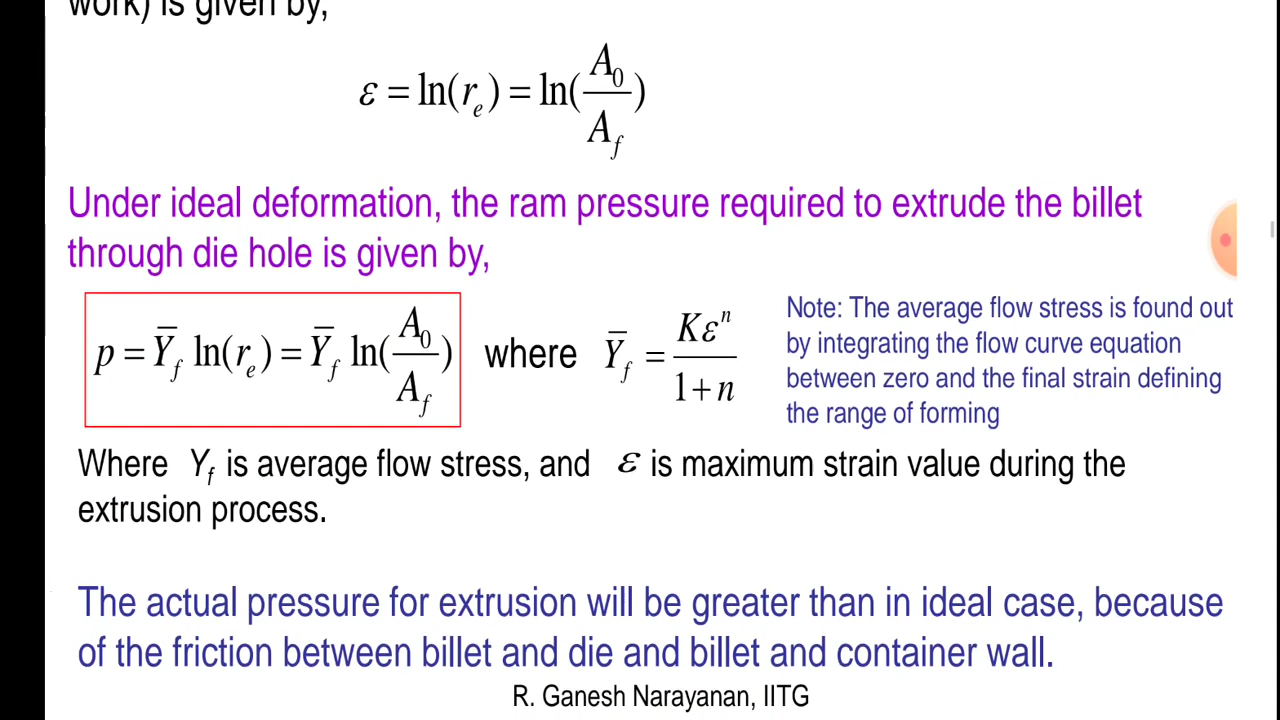 work) is given by,
ε = ln(r_e) = ln(A_0/A_f)
Under ideal deformation, the ram pressure required to extrude the billet
through die hole is given by,
p = Ȳ_f ln(r_e) = Ȳ_f ln(A_0/A_f) where Ȳ_f = Kε^n/1+n
Note: The average flow stress is found out
by integrating the flow curve equation
between zero and the final strain defining
the range of forming
Where Y_f is average flow stress, and ε is maximum strain value during the
extrusion process.
The actual pressure for extrusion will be greater than in ideal case, because
of the friction between billet and die and billet and container wall.
R. Ganesh Narayanan, IITG